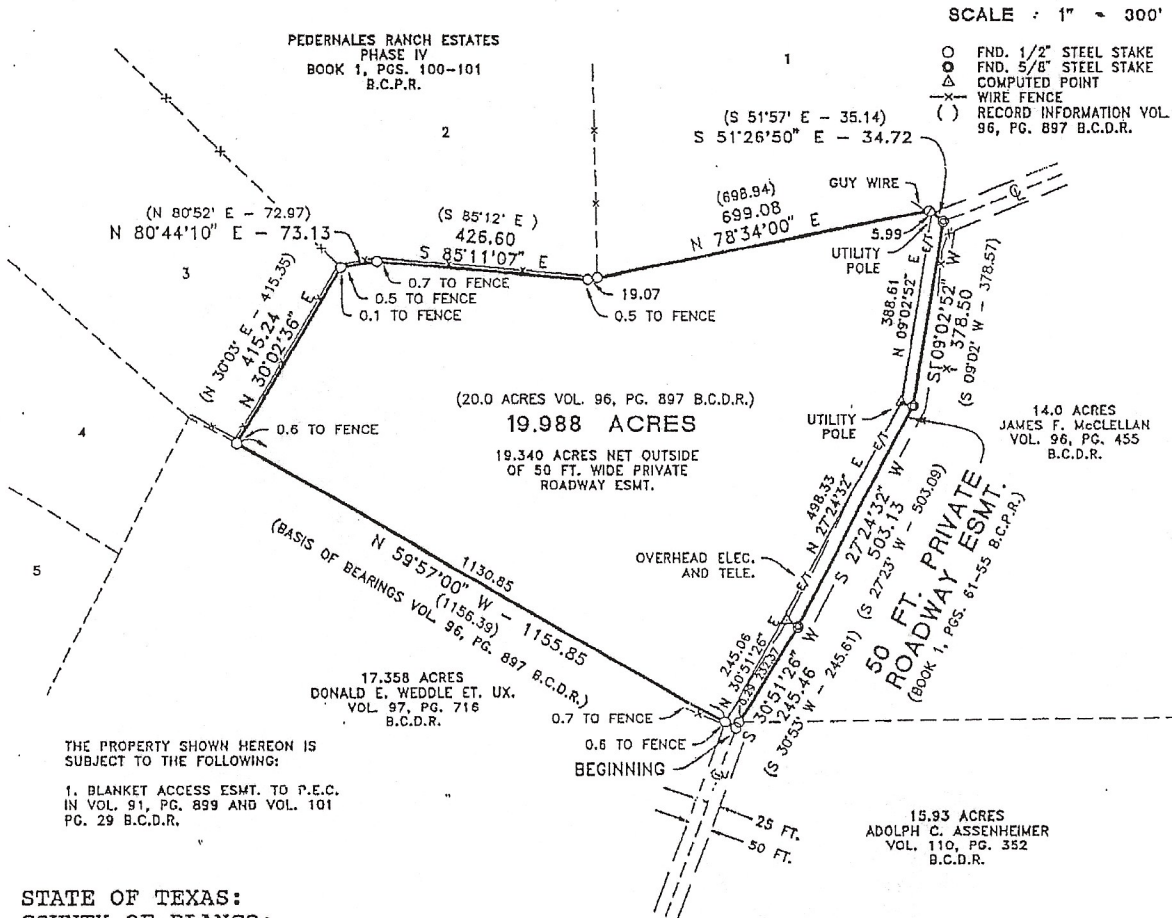 SCALE : 1" = 300'
○ FND. 1/2" STEEL STAKE
FND. 5/8" STEEL STAKE
△ COMPUTED POINT
—x— WIRE FENCE
( ) RECORD INFORMATION VOL.
96, PG. 897 B.C.D.R.
PEDERNALES RANCH ESTATES
PHASE IV
BOOK 1, PGS. 100-101
B.C.P.R.
1
2
3
4
5
(S 51°57' E - 35.14)
S 51°26'50" E - 34.72
GUY WIRE
(698.94)
699.08
N 78°34'00" E
5.99
UTILITY
POLE
(N 80°52' E - 72.97)
N 80°44'10" E - 73.13
(S 85°12' E )
426.60
S 85°11'07" E
0.7 TO FENCE
0.5 TO FENCE
0.1 TO FENCE
19.07
0.5 TO FENCE
(N 30°03' E - 415.35)
415.24
N 30°02'36" E
0.6 TO FENCE
388.61
N 09°02'52" E
E/T
S 09°02'52" W
378.50
(S 09°02' W - 378.57)
(20.0 ACRES VOL. 96, PG. 897 B.C.D.R.)
19.988 ACRES
19.340 ACRES NET OUTSIDE
OF 50 FT. WIDE PRIVATE
ROADWAY ESMT.
UTILITY
POLE
14.0 ACRES
JAMES F. McCLELLAN
VOL. 96, PG. 455
B.C.D.R.
498.33
N 27°24'32" E
E/T
S 27°24'32" W
503.13
(S 27°23' W - 503.09)
50 FT. PRIVATE
ROADWAY ESMT.
(BOOK 1, PGS. 61-55 B.C.P.R.)
OVERHEAD ELEC.
AND TELE.
E/T
1130.85
N 59°57'00" W - 1155.85
(1156.39)
(BASIS OF BEARINGS VOL. 96, PG. 897 B.C.D.R.)
245.06
N 30°51'26" E
0.29
232.37
S 30°51'26" W
245.46
(S 30°53' W - 245.61)
17.358 ACRES
DONALD E. WEDDLE ET. UX.
VOL. 97, PG. 716
B.C.D.R.
0.7 TO FENCE
0.6 TO FENCE
BEGINNING
25 FT.
50 FT.
15.93 ACRES
ADOLPH C. ASSENHEIMER
VOL. 110, PG. 352
B.C.D.R.
THE PROPERTY SHOWN HEREON IS
SUBJECT TO THE FOLLOWING:
1. BLANKET ACCESS ESMT. TO P.E.C.
IN VOL. 91, PG. 899 AND VOL. 101
PG. 29 B.C.D.R.
STATE OF TEXAS:
COUNTY OF BLANCO: